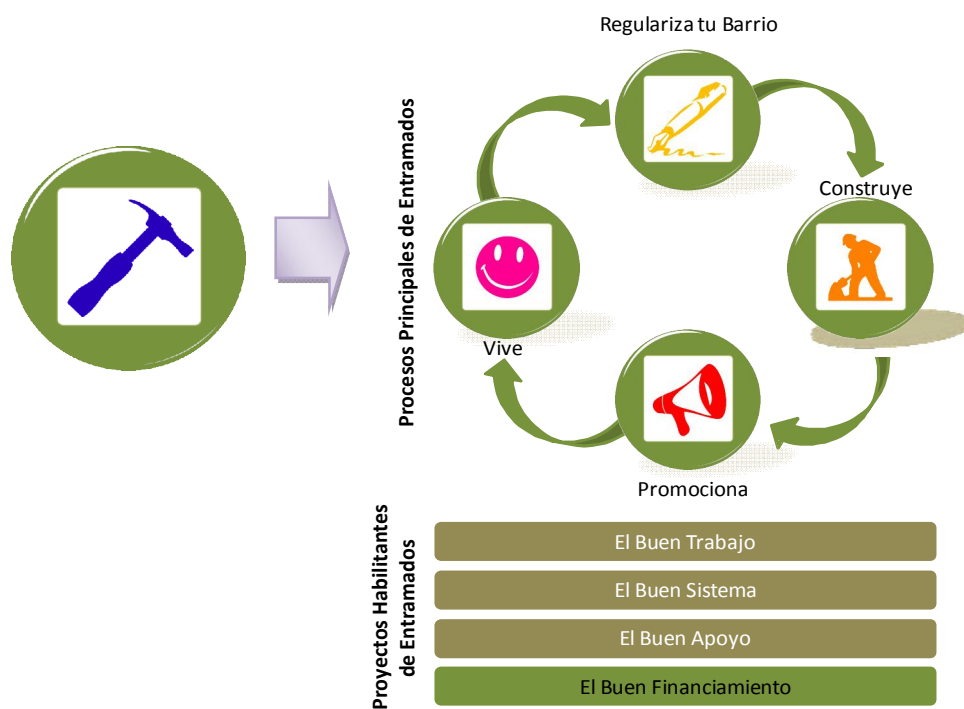 Regulariza tu Barrio
Procesos Principales de Entramados
Construye
Vive
Promociona
Proyectos Habilitantes
de Entramados
El Buen Trabajo
El Buen Sistema
El Buen Apoyo
El Buen Financiamiento